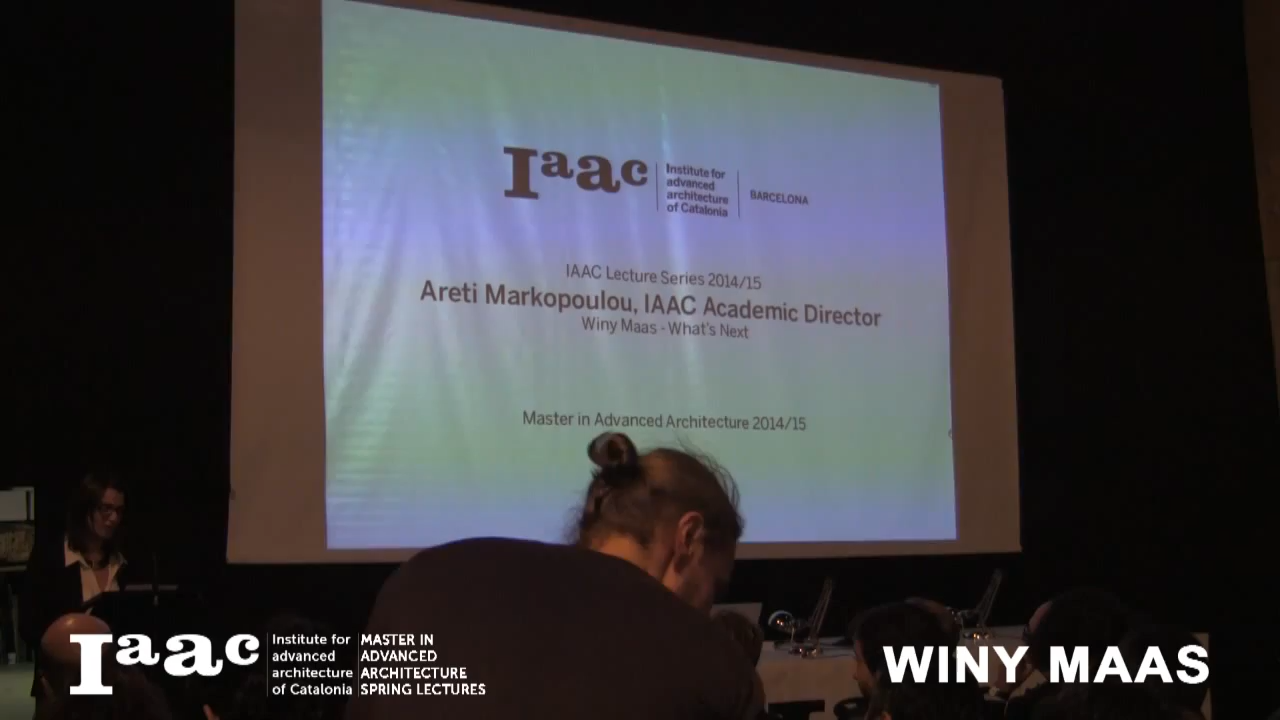 Iaac
Institute for
advanced
architecture
of Catalonia
BARCELONA
IAAC Lecture Series 2014/15
Areti Markopoulou, IAAC Academic Director
Winy Maas - What's Next
Master in Advanced Architecture 2014/15
Iaac
Institute for
advanced
architecture
of Catalonia
MASTER IN
ADVANCED
ARCHITECTURE
SPRING LECTURES
WINY MAAS